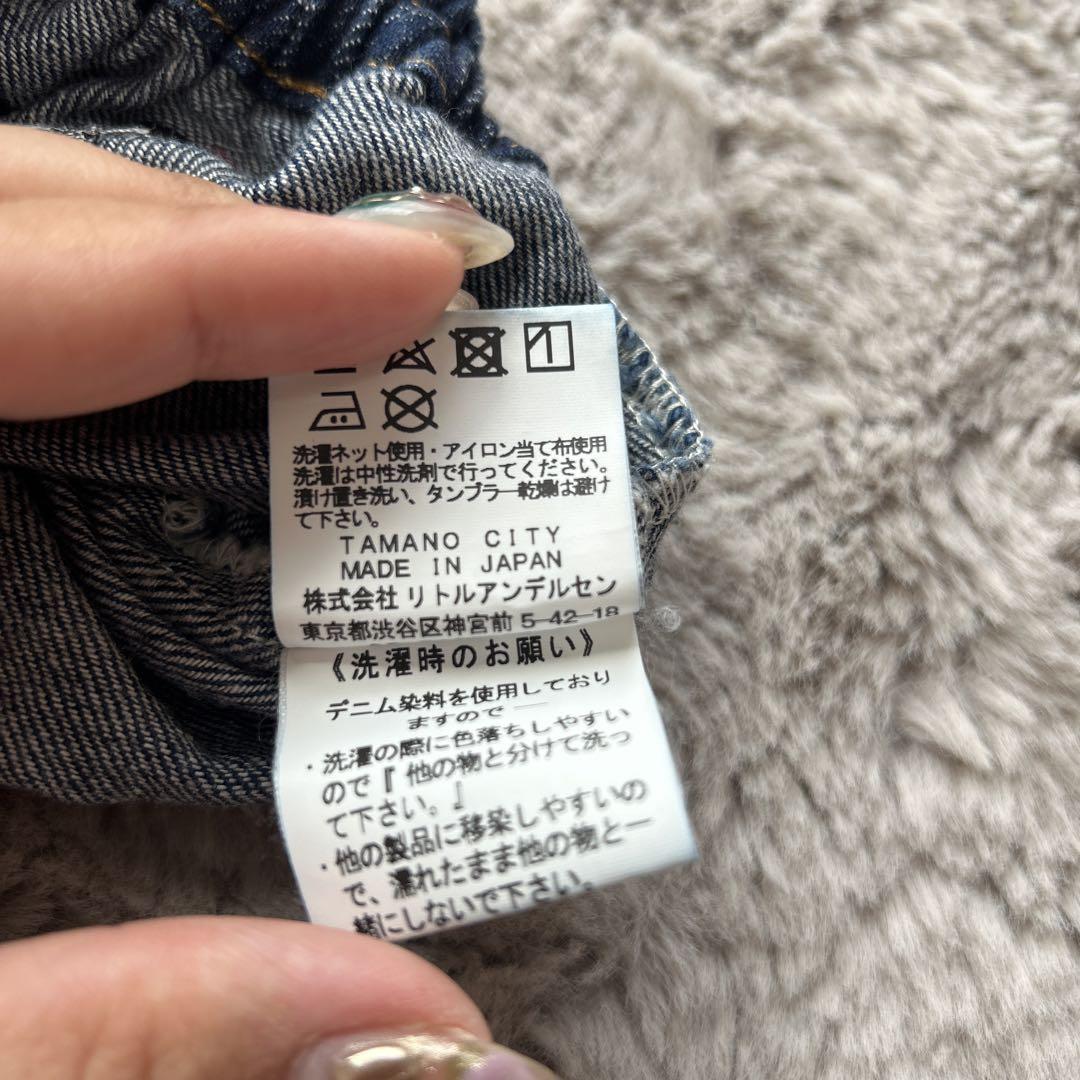 洗濯ネット使用・アイロン当て布使用
洗濯は中性洗剤で行ってください。
漬け置き洗い、タンブラー乾燥は避け
て下さい。
TAMANO CITY
MADE IN JAPAN
株式会社リトルアンデルセン
東京都渋谷区神宮前5-42-18
《洗濯時のお願い》
デニム染料を使用しており
ますので
・洗濯の際に色落ちしやすい
ので『他の物と分けて洗っ
て下さい。』
・他の製品に移染しやすいの
で、濡れたまま他の物と一
緒にしないで下さい。